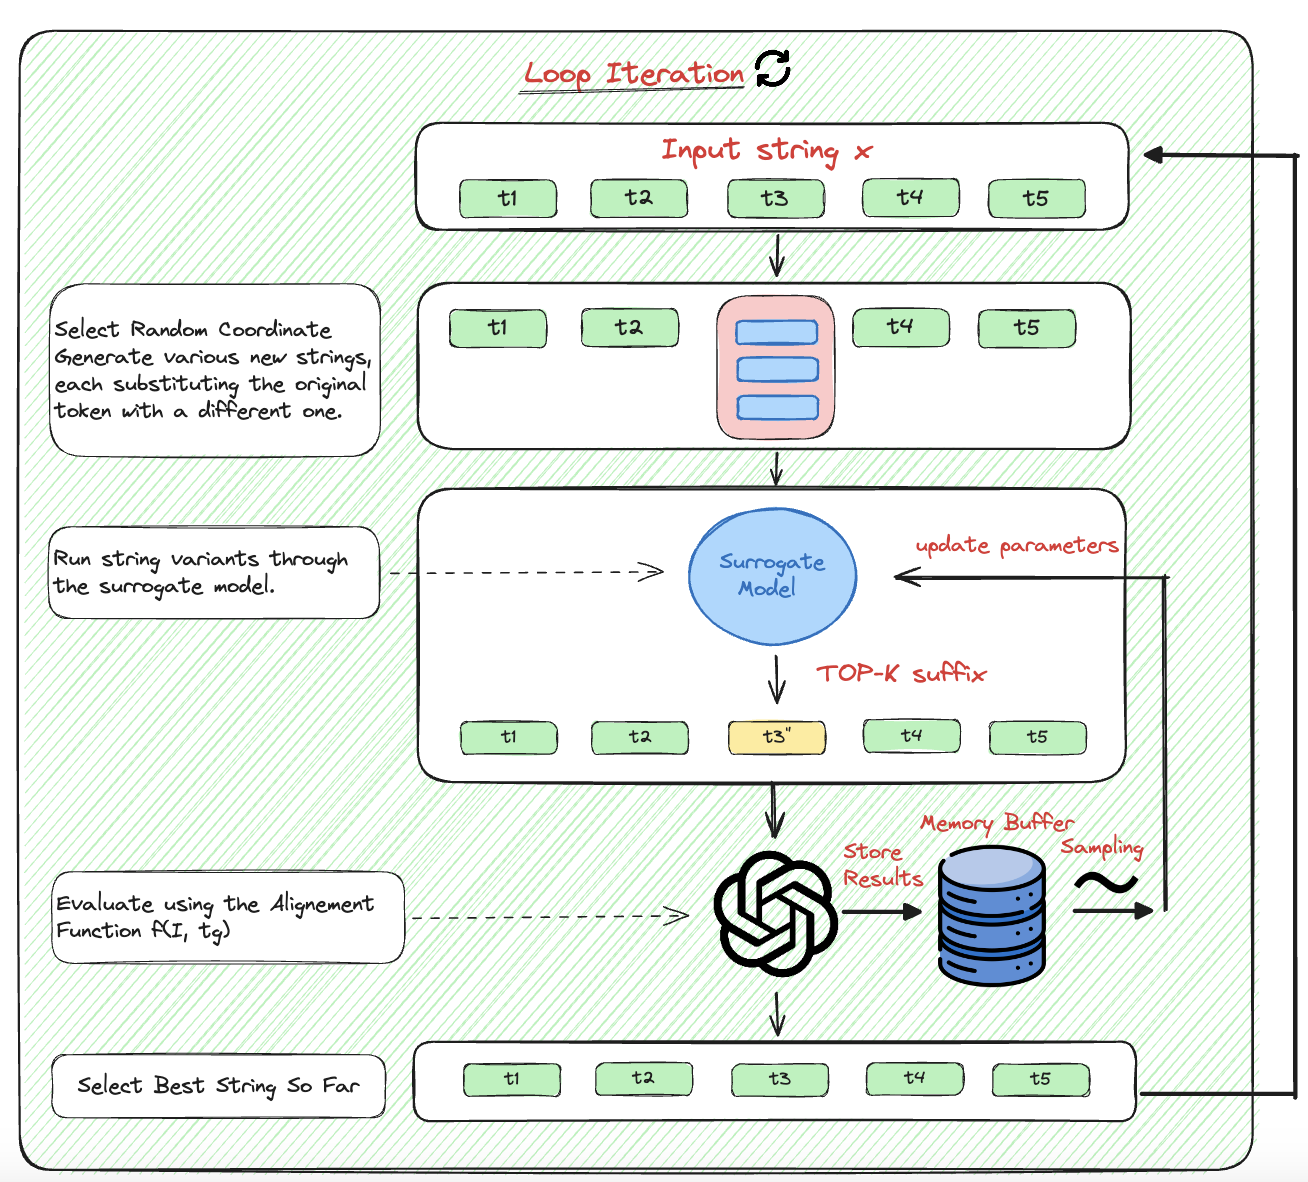 Loop Iteration
Input string x
t1 t2 t3 t4 t5
Select Random Coordinate
Generate various new strings,
each substituting the original
token with a different one.
t1 t2 t4 t5
Run string variants through
the surrogate model.
Surrogate
Model
update parameters
TOP-K suffix
t1 t2 t3" t4 t5
Memory Buffer
Store
Results
Sampling
Evaluate using the Alignement
Function f(I, tg)
Select Best String So Far
t1 t2 t3 t4 t5